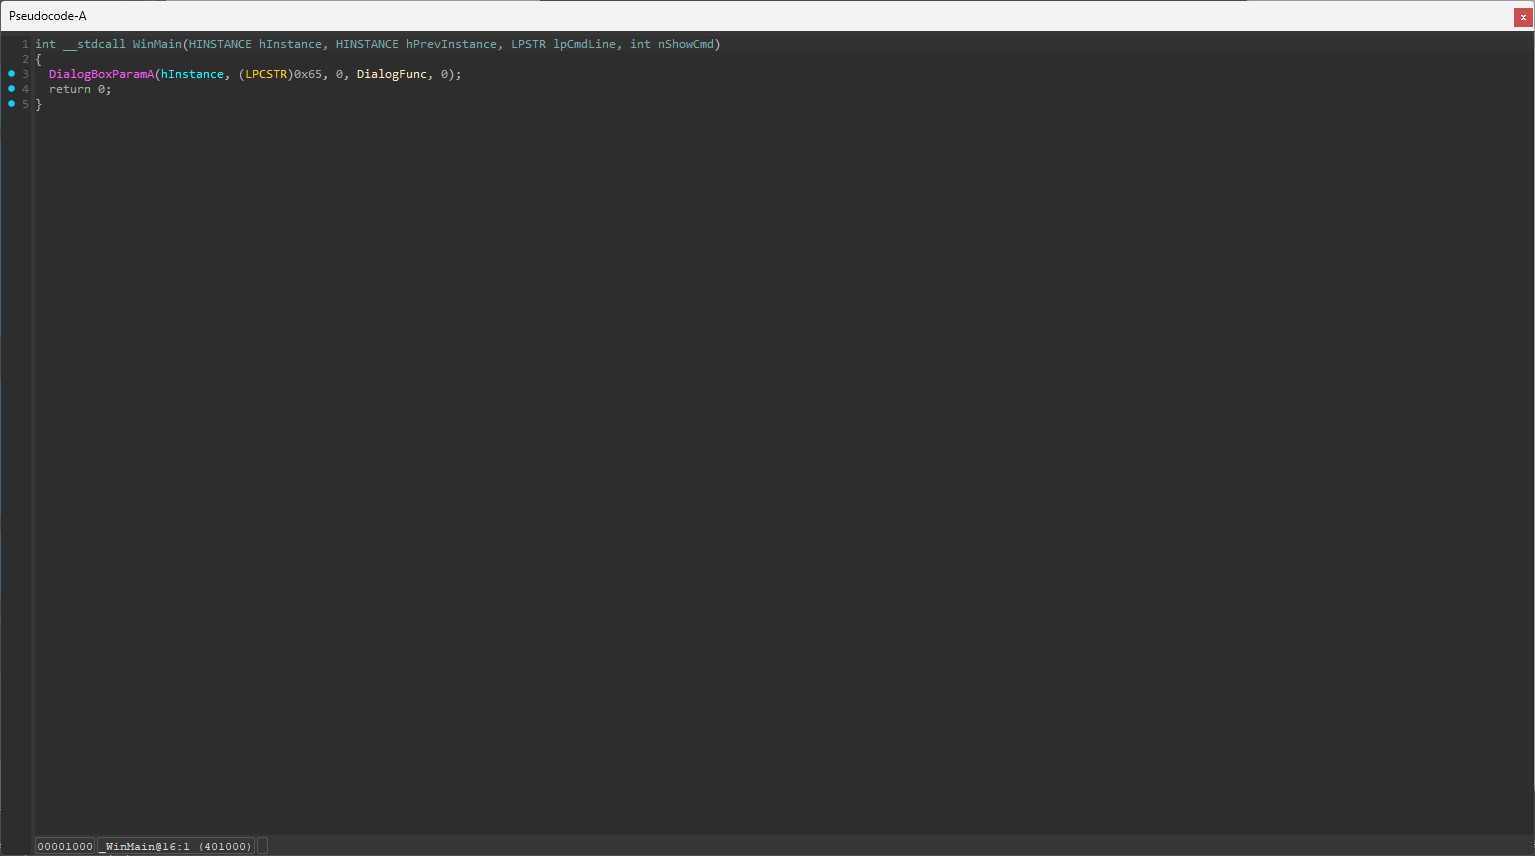 Pseudocode-A
x
1 int __stdcall WinMain(HINSTANCE hInstance, HINSTANCE hPrevInstance, LPSTR lpCmdLine, int nShowCmd)
2 {
3   DialogBoxParamA(hInstance, (LPCSTR)0x65, 0, DialogFunc, 0);
4   return 0;
5 }
00001000 _WinMain@16:1 (401000)